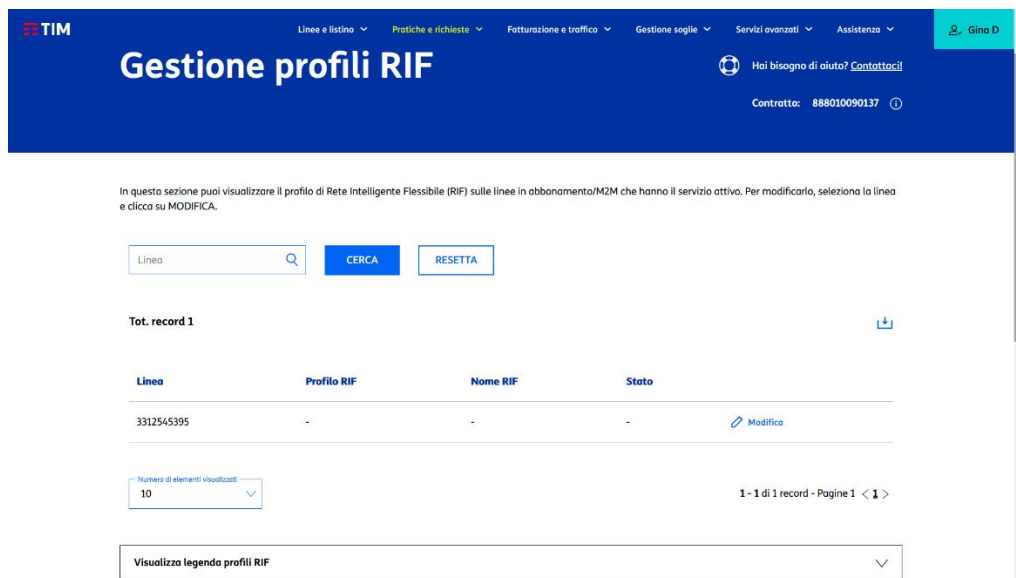 TIM
Linee e listino
Pratiche e richieste
Fatturazione e traffico
Gestione soglie
Servizi avanzati
Assistenza
Gina D
Gestione profili RIF
Hai bisogno di aiuto? Contattaci!
Contratto: 888010090137
In questa sezione puoi visualizzare il profilo di Rete Intelligente Flessibile (RIF) sulle linee in abbonamento/M2M che hanno il servizio attivo. Per modificarlo, seleziona la linea
e clicca su MODIFICA.
Linea
CERCA
RESETTA
Tot. record 1
Linea Profilo RIF Nome RIF Stato
3312545395 - - - Modifica
Numero di elementi visualizzati
10
1 - 1 di 1 record - Pagine 1 < 1 >
Visualizza legenda profili RIF